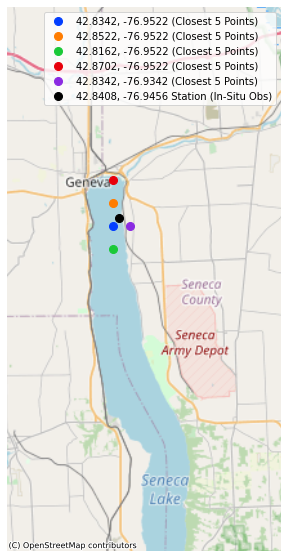 42.8342, -76.9522 (Closest 5 Points)
42.8522, -76.9522 (Closest 5 Points)
42.8162, -76.9522 (Closest 5 Points)
42.8702, -76.9522 (Closest 5 Points)
42.8342, -76.9342 (Closest 5 Points)
42.8408, -76.9456 Station (In-Situ Obs)
Geneva
Seneca
County
Seneca
Army Depot
Seneca
Lake
(C) OpenStreetMap contributors